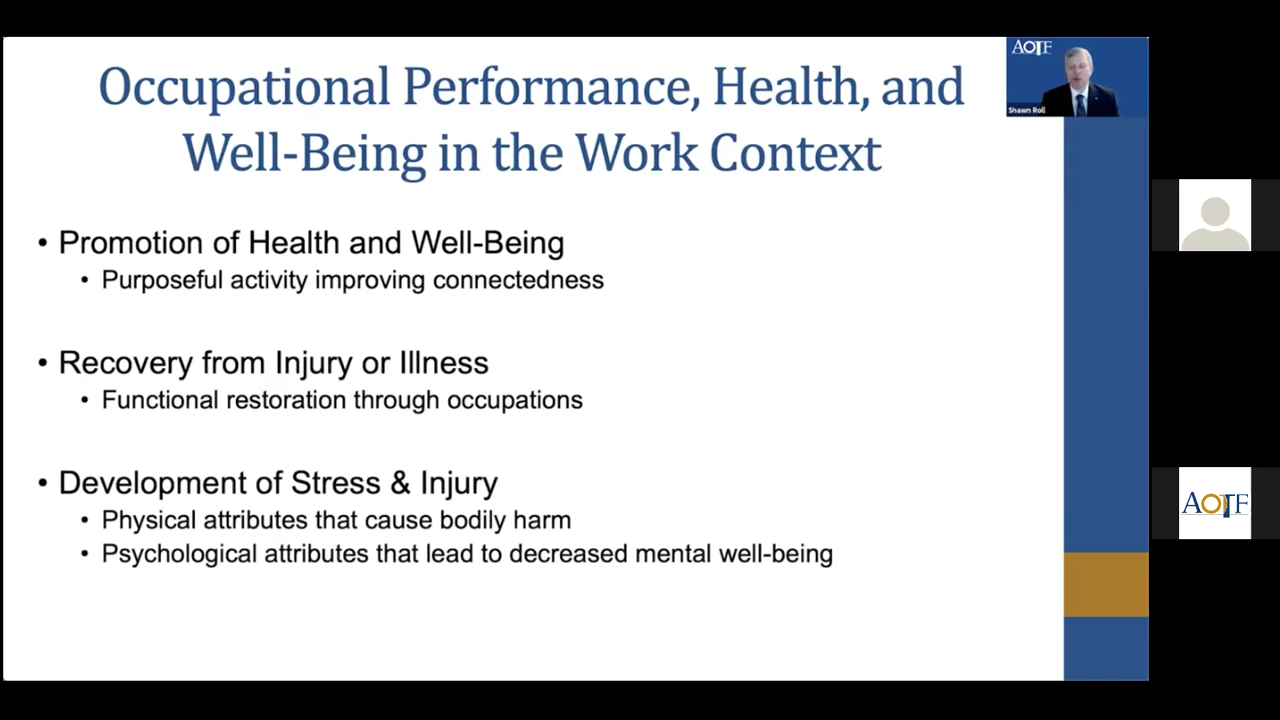 Occupational Performance, Health, and
Well-Being in the Work Context
• Promotion of Health and Well-Being
• Purposeful activity improving connectedness
• Recovery from Injury or Illness
• Functional restoration through occupations
• Development of Stress & Injury
• Physical attributes that cause bodily harm
• Psychological attributes that lead to decreased mental well-being
AOTF
Shawn Roll
AOTF